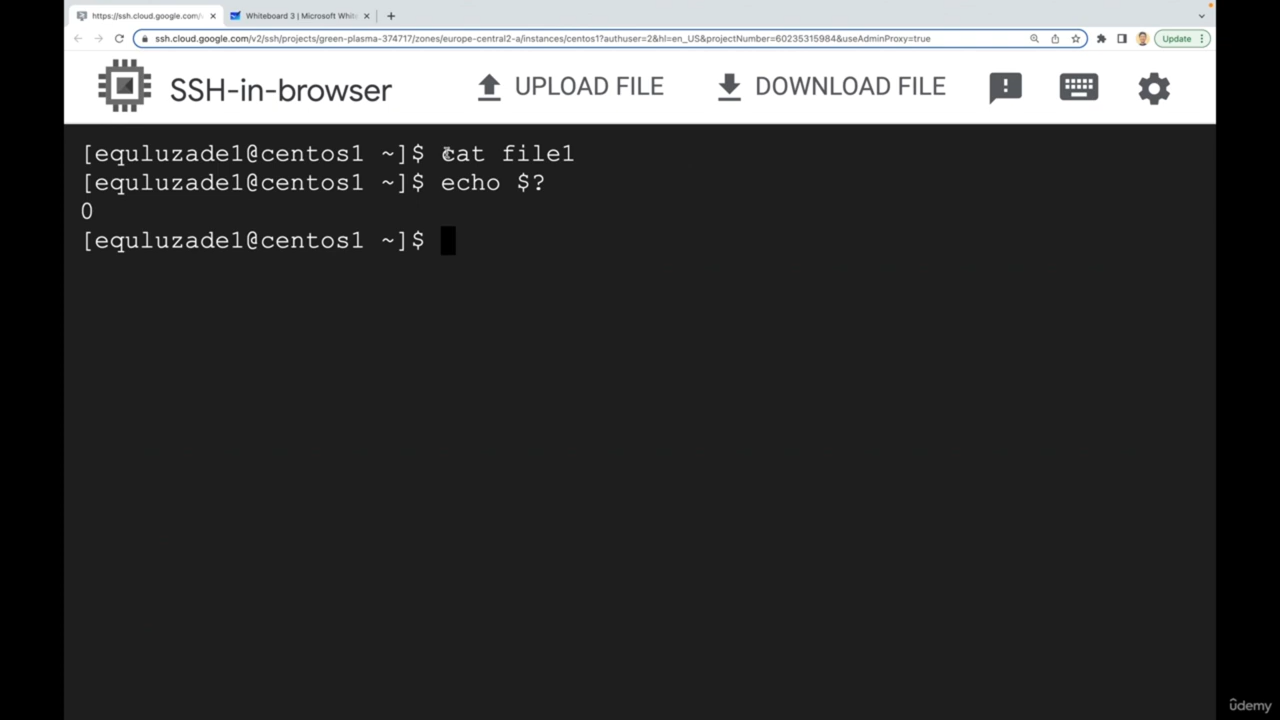 https://ssh.cloud.google.com/v
Whiteboard 3 | Microsoft White
ssh.cloud.google.com/v2/ssh/projects/green-plasma-374717/zones/europe-central2-a/instances/centos1?authuser=2&hl=en_US&projectNumber=60235315984&useAdminProxy=true
Update
SSH-in-browser
UPLOAD FILE
DOWNLOAD FILE
[equluzade1@centos1 ~]$ cat file1
[equluzade1@centos1 ~]$ echo $?
0
[equluzade1@centos1 ~]$
udemy